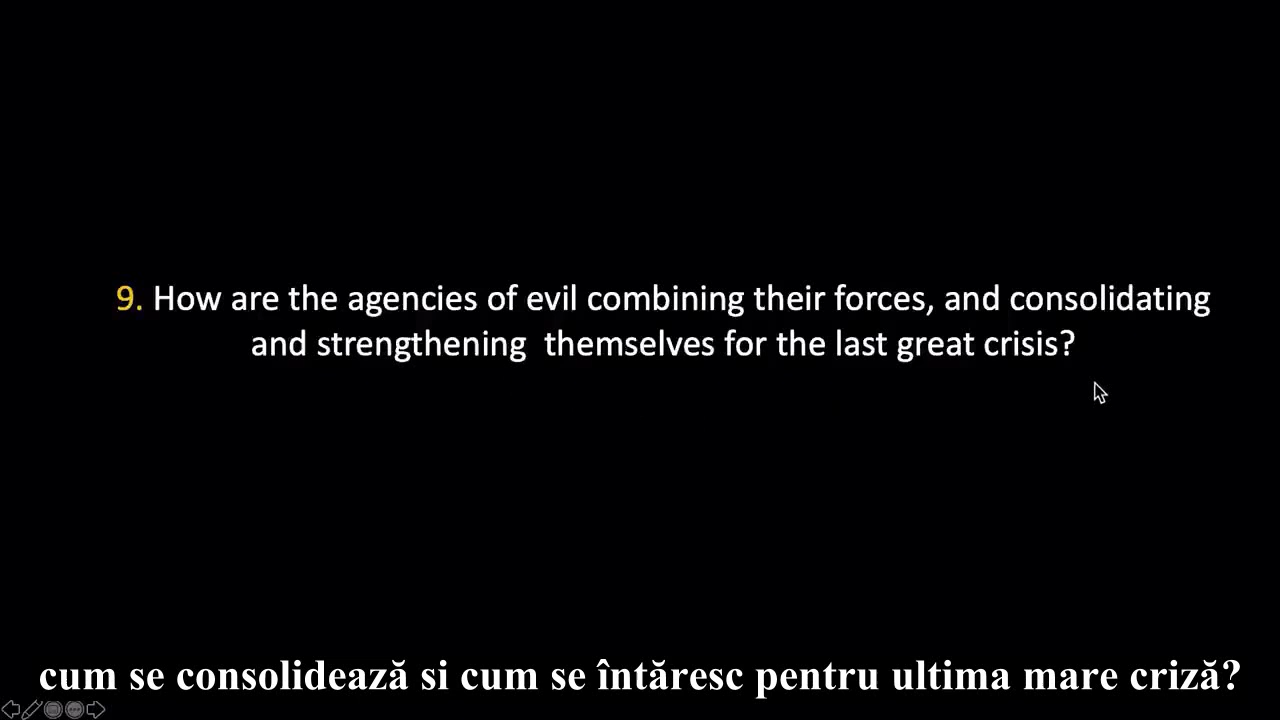 9. How are the agencies of evil combining their forces, and consolidating
and strengthening  themselves for the last great crisis?
cum se consolidează si cum se întăresc pentru ultima mare criză?